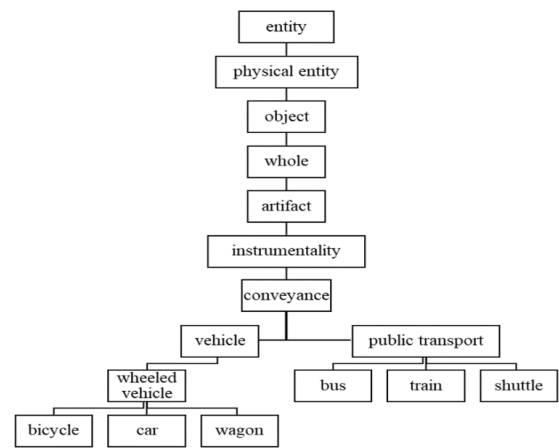 entity
physical entity
object
whole
artifact
instrumentality
conveyance
vehicle
public transport
wheeled
vehicle
bus
train
shuttle
bicycle
car
wagon